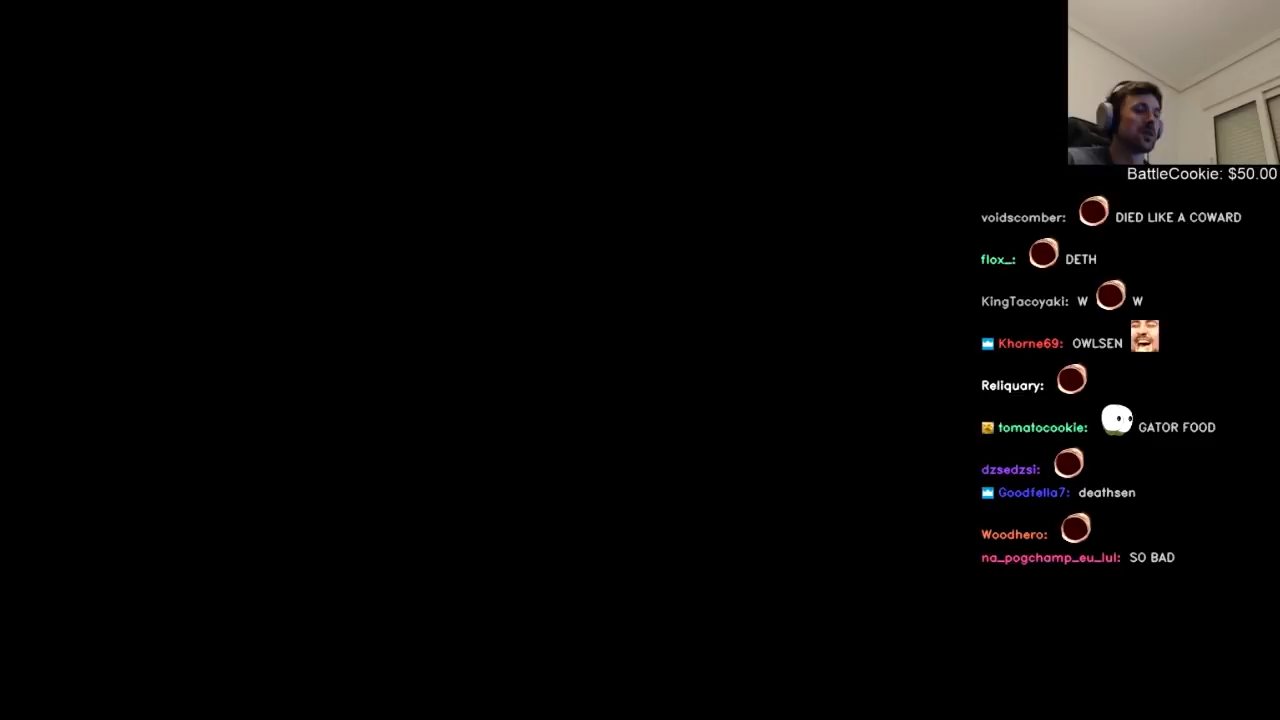 BattleCookie: $50.00
voidscomber: DIED LIKE A COWARD
flox_: DETH
KingTacoyaki: W W
Khorne69: OWLSEN
Reliquary:
tomatocookie: GATOR FOOD
dzsedzsi:
Goodfella7: deathsen
Woodhero:
na_pogchamp_eu_lul: SO BAD